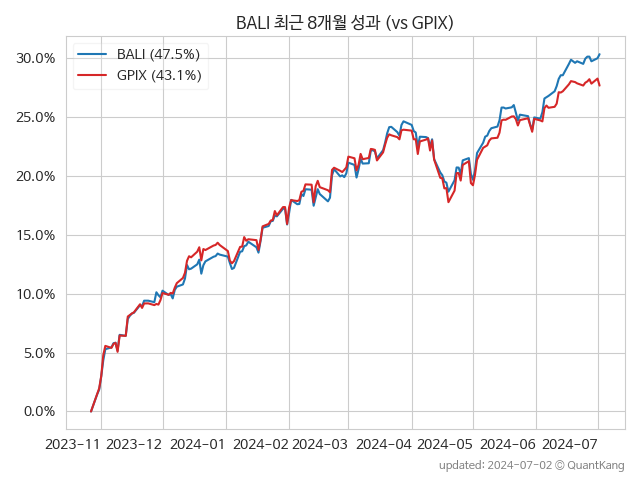 BALI 최근 8개월 성과 (vs GPIX)
BALI (47.5%)
GPIX (43.1%)
30.0%
25.0%
20.0%
15.0%
10.0%
5.0%
0.0%
2023-11 2023-12 2024-01 2024-02 2024-03 2024-04 2024-05 2024-06 2024-07
updated: 2024-07-02 © QuantKang